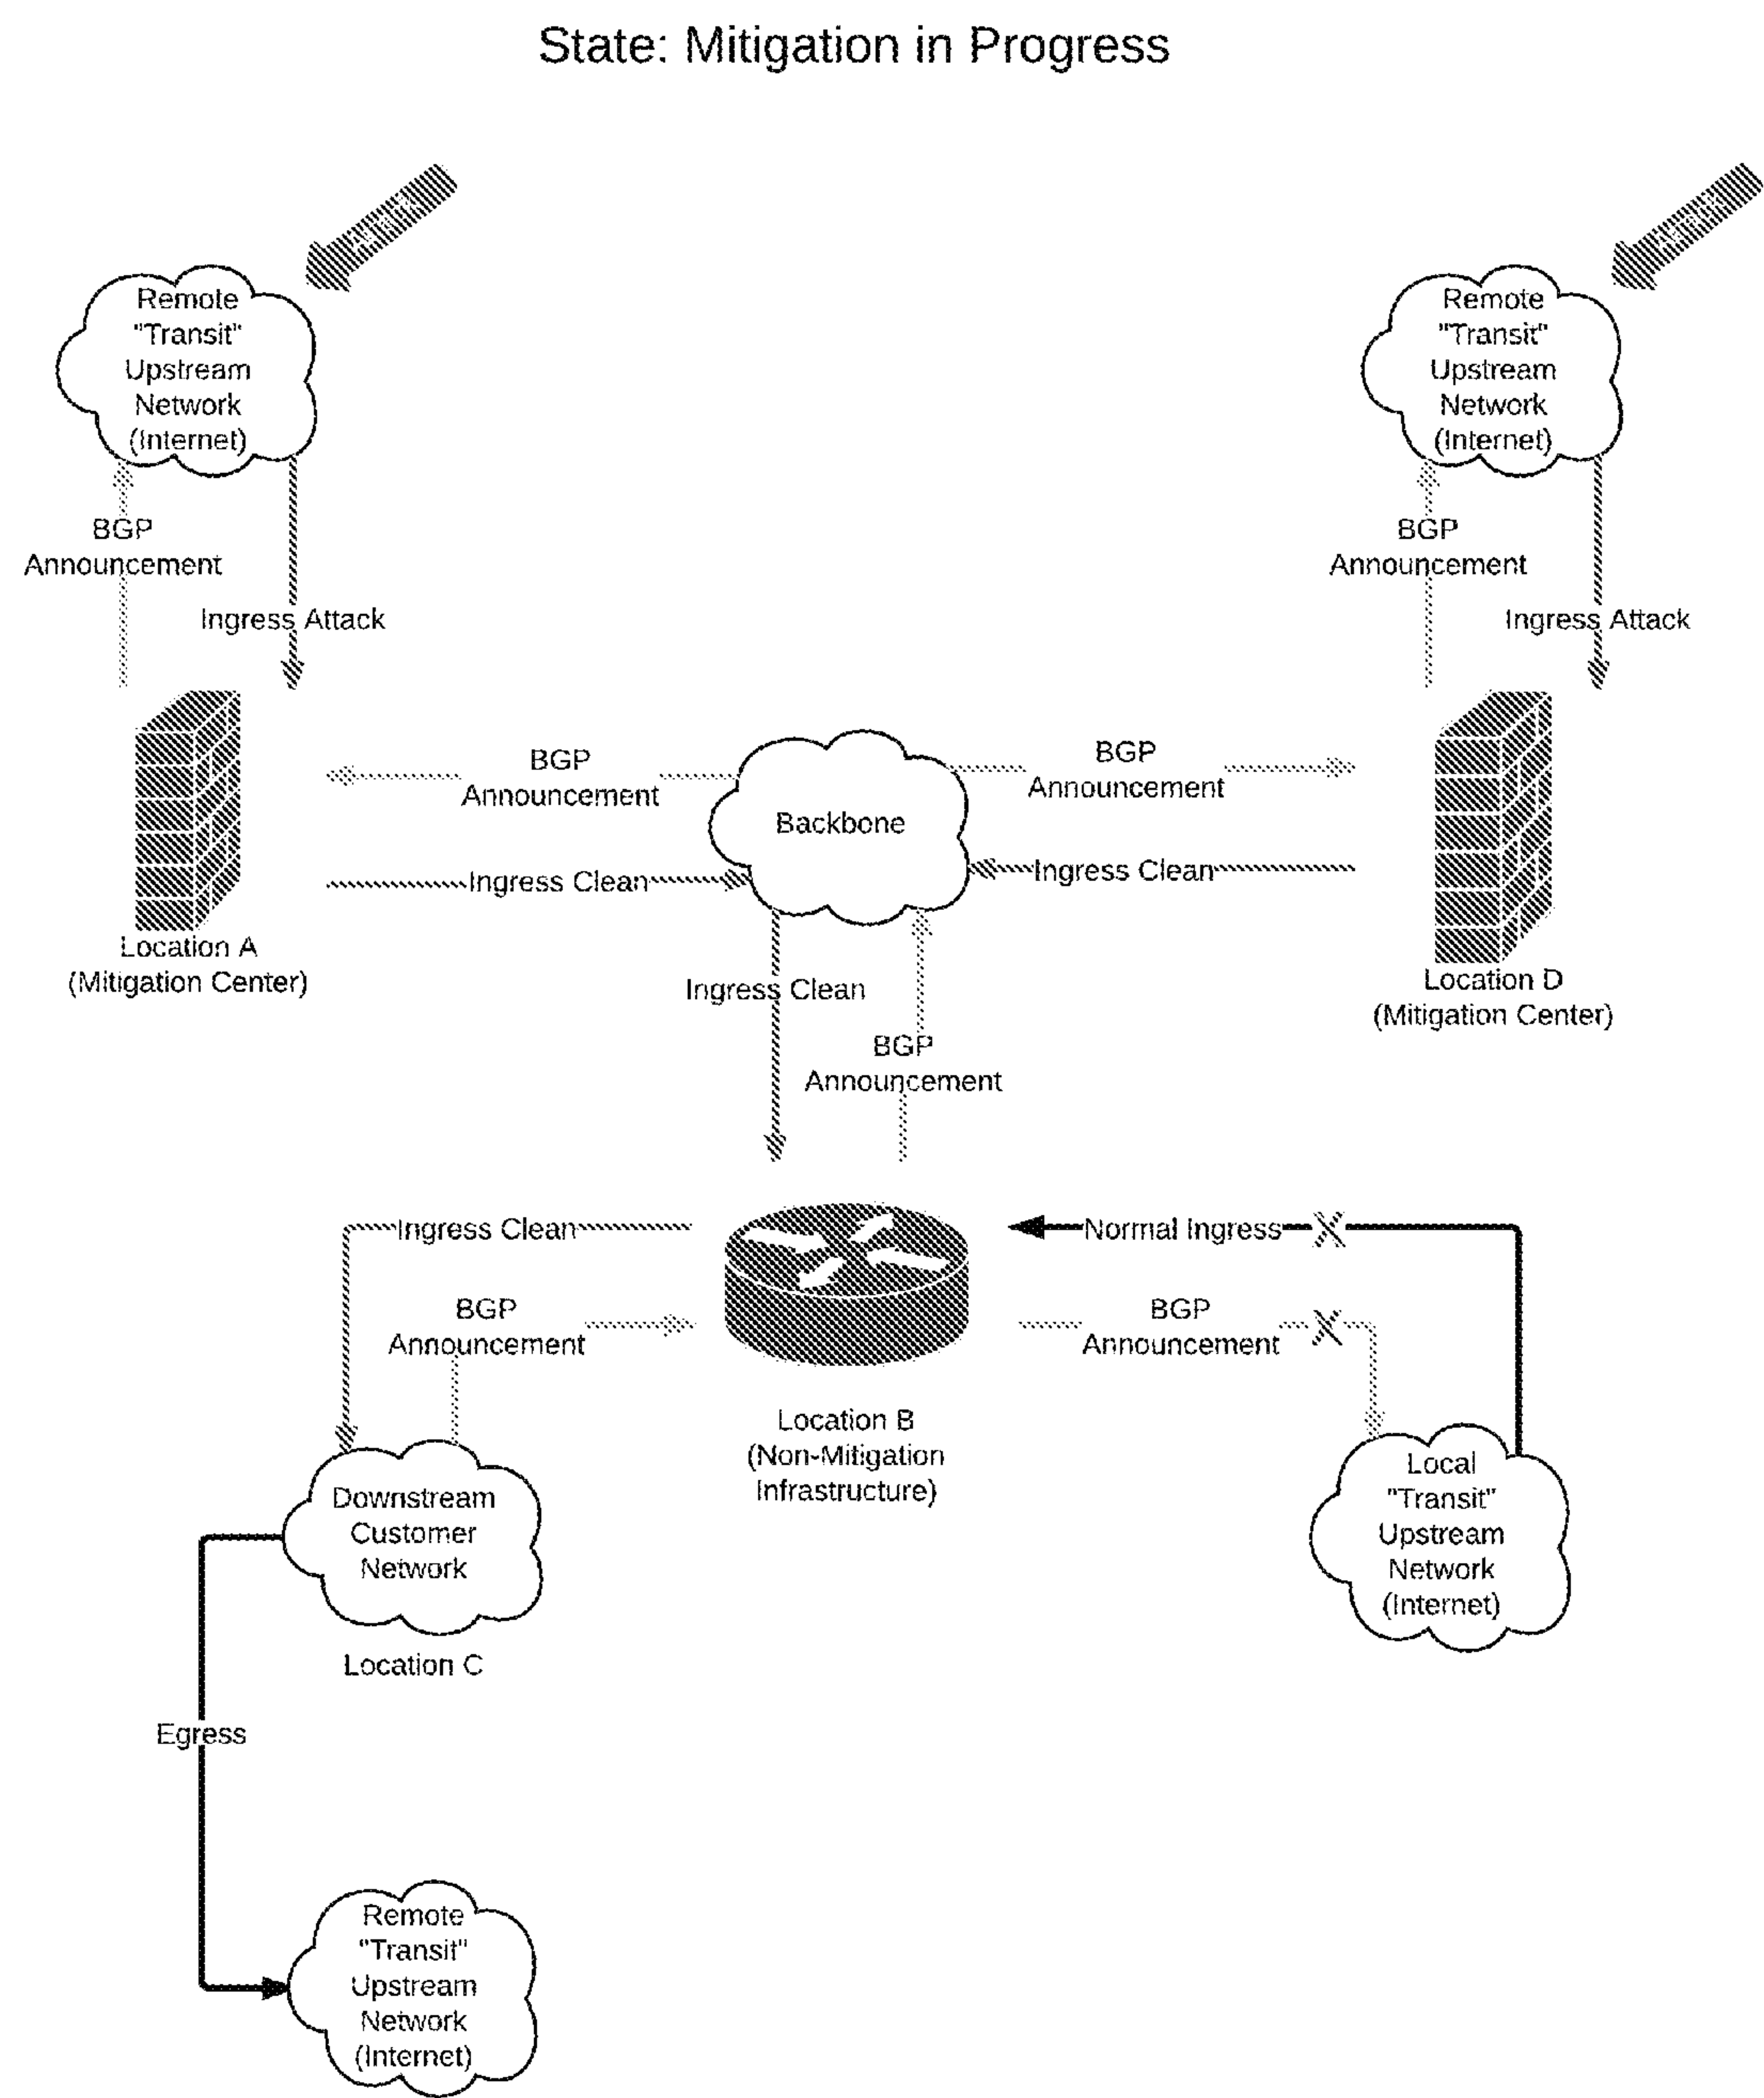 State: Mitigation in Progress
Remote
"Transit"
Upstream
Network
(Internet)
Remote
"Transit"
Upstream
Network
(Internet)
BGP
Announcement
Ingress Attack
BGP
Announcement
Ingress Attack
BGP
Announcement
Backbone
BGP
Announcement
Ingress Clean
Ingress Clean
Location A
(Mitigation Center)
Location D
(Mitigation Center)
Ingress Clean
BGP
Announcement
Ingress Clean
Normal Ingress
BGP
Announcement
BGP
Announcement
Location B
(Non-Mitigation
Infrastructure)
Downstream
Customer
Network
Location C
Local
"Transit"
Upstream
Network
(Internet)
Egress
Remote
"Transit"
Upstream
Network
(Internet)